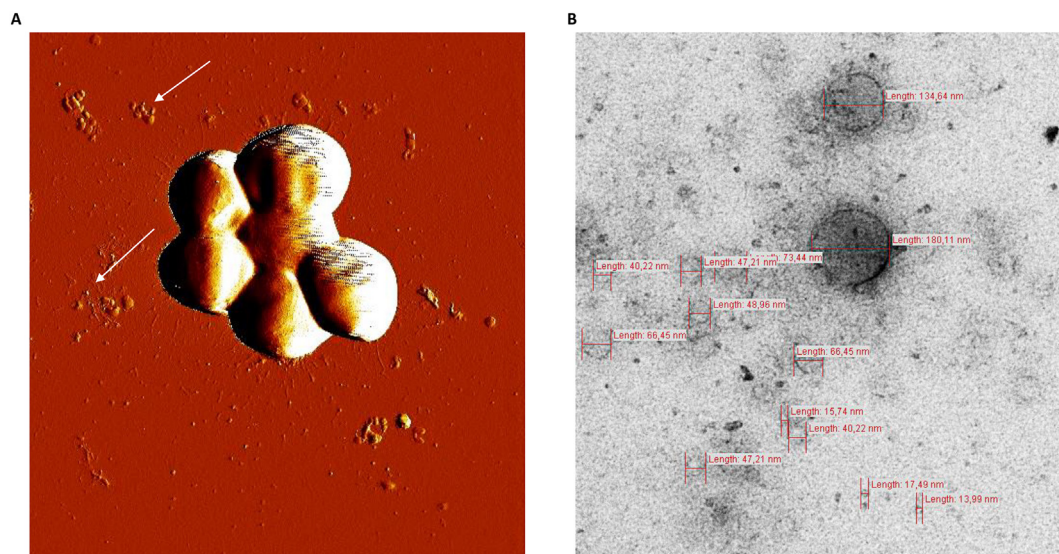 A
B
Length: 134,64 nm
Length: 180,11 nm
Length: 40,22 nm
Length: 47,21 nm
73,44 nm
Length: 48,96 nm
Length: 66,45 nm
Length: 66,45 nm
Length: 15,74 nm
Length: 40,22 nm
Length: 47,21 nm
Length: 17,49 nm
Length: 13,99 nm